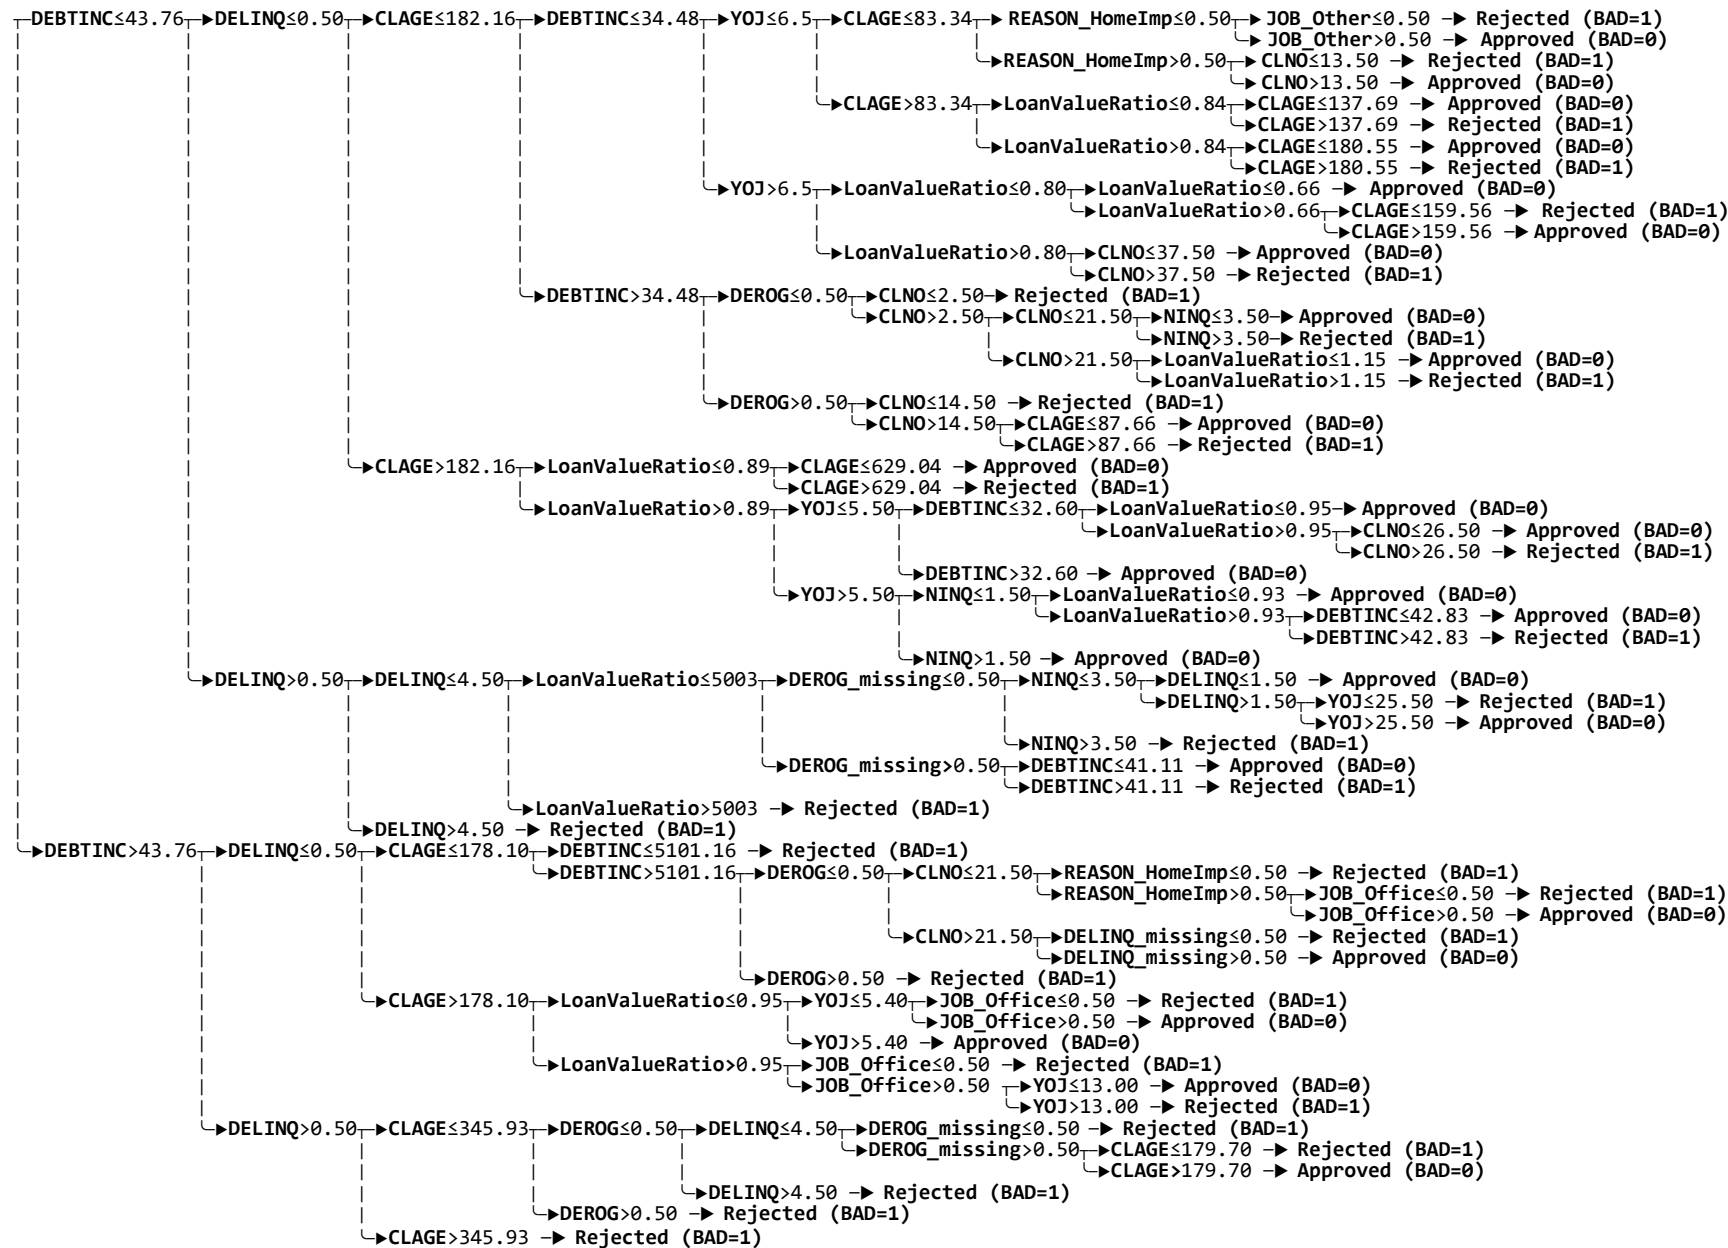 DEBTINC≤43.76 DELINQ≤0.50 CLAGE≤182.16 DEBTINC≤34.48 YOJ≤6.5 CLAGE≤83.34 REASON_HomeImp≤0.50 JOB_Other≤0.50 Rejected (BAD=1)
JOB_Other>0.50 Approved (BAD=0)
REASON_HomeImp>0.50 CLNO≤13.50 Rejected (BAD=1)
CLNO>13.50 Approved (BAD=0)
CLAGE>83.34 LoanValueRatio≤0.84 CLAGE≤137.69 Approved (BAD=0)
CLAGE>137.69 Rejected (BAD=1)
LoanValueRatio>0.84 CLAGE≤180.55 Approved (BAD=0)
CLAGE>180.55 Rejected (BAD=1)
YOJ>6.5 LoanValueRatio≤0.80 LoanValueRatio≤0.66 Approved (BAD=0)
LoanValueRatio>0.66 CLAGE≤159.56 Rejected (BAD=1)
CLAGE>159.56 Approved (BAD=0)
LoanValueRatio>0.80 CLNO≤37.50 Approved (BAD=0)
CLNO>37.50 Rejected (BAD=1)
DEBTINC>34.48 DEROG≤0.50 CLNO≤2.50 Rejected (BAD=1)
CLNO>2.50 CLNO≤21.50 NINQ≤3.50 Approved (BAD=0)
NINQ>3.50 Rejected (BAD=1)
CLNO>21.50 LoanValueRatio≤1.15 Approved (BAD=0)
LoanValueRatio>1.15 Rejected (BAD=1)
DEROG>0.50 CLNO≤14.50 Rejected (BAD=1)
CLNO>14.50 CLAGE≤87.66 Approved (BAD=0)
CLAGE>87.66 Rejected (BAD=1)
CLAGE>182.16 LoanValueRatio≤0.89 CLAGE≤629.04 Approved (BAD=0)
CLAGE>629.04 Rejected (BAD=1)
LoanValueRatio>0.89 YOJ≤5.50 DEBTINC≤32.60 LoanValueRatio≤0.95 Approved (BAD=0)
LoanValueRatio>0.95 CLNO≤26.50 Approved (BAD=0)
CLNO>26.50 Rejected (BAD=1)
DEBTINC>32.60 Approved (BAD=0)
YOJ>5.50 NINQ≤1.50 LoanValueRatio≤0.93 Approved (BAD=0)
LoanValueRatio>0.93 DEBTINC≤42.83 Approved (BAD=0)
DEBTINC>42.83 Rejected (BAD=1)
NINQ>1.50 Approved (BAD=0)
DELINQ>0.50 DELINQ≤4.50 LoanValueRatio≤5003 DEROG_missing≤0.50 NINQ≤3.50 DELINQ≤1.50 Approved (BAD=0)
DELINQ>1.50 YOJ≤25.50 Rejected (BAD=1)
YOJ>25.50 Approved (BAD=0)
NINQ>3.50 Rejected (BAD=1)
DEROG_missing>0.50 DEBTINC≤41.11 Approved (BAD=0)
DEBTINC>41.11 Rejected (BAD=1)
LoanValueRatio>5003 Rejected (BAD=1)
DELINQ>4.50 Rejected (BAD=1)
DEBTINC>43.76 DELINQ≤0.50 CLAGE≤178.10 DEBTINC≤5101.16 Rejected (BAD=1)
DEBTINC>5101.16 DEROG≤0.50 CLNO≤21.50 REASON_HomeImp≤0.50 Rejected (BAD=1)
REASON_HomeImp>0.50 JOB_Office≤0.50 Rejected (BAD=1)
JOB_Office>0.50 Approved (BAD=0)
CLNO>21.50 DELINQ_missing≤0.50 Rejected (BAD=1)
DELINQ_missing>0.50 Approved (BAD=0)
DEROG>0.50 Rejected (BAD=1)
CLAGE>178.10 LoanValueRatio≤0.95 YOJ≤5.40 JOB_Office≤0.50 Rejected (BAD=1)
JOB_Office>0.50 Approved (BAD=0)
YOJ>5.40 Approved (BAD=0)
LoanValueRatio>0.95 JOB_Office≤0.50 Rejected (BAD=1)
JOB_Office>0.50 YOJ≤13.00 Approved (BAD=0)
YOJ>13.00 Rejected (BAD=1)
DELINQ>0.50 CLAGE≤345.93 DEROG≤0.50 DELINQ≤4.50 DEROG_missing≤0.50 Rejected (BAD=1)
DEROG_missing>0.50 CLAGE≤179.70 Rejected (BAD=1)
CLAGE>179.70 Approved (BAD=0)
DELINQ>4.50 Rejected (BAD=1)
DEROG>0.50 Rejected (BAD=1)
CLAGE>345.93 Rejected (BAD=1)